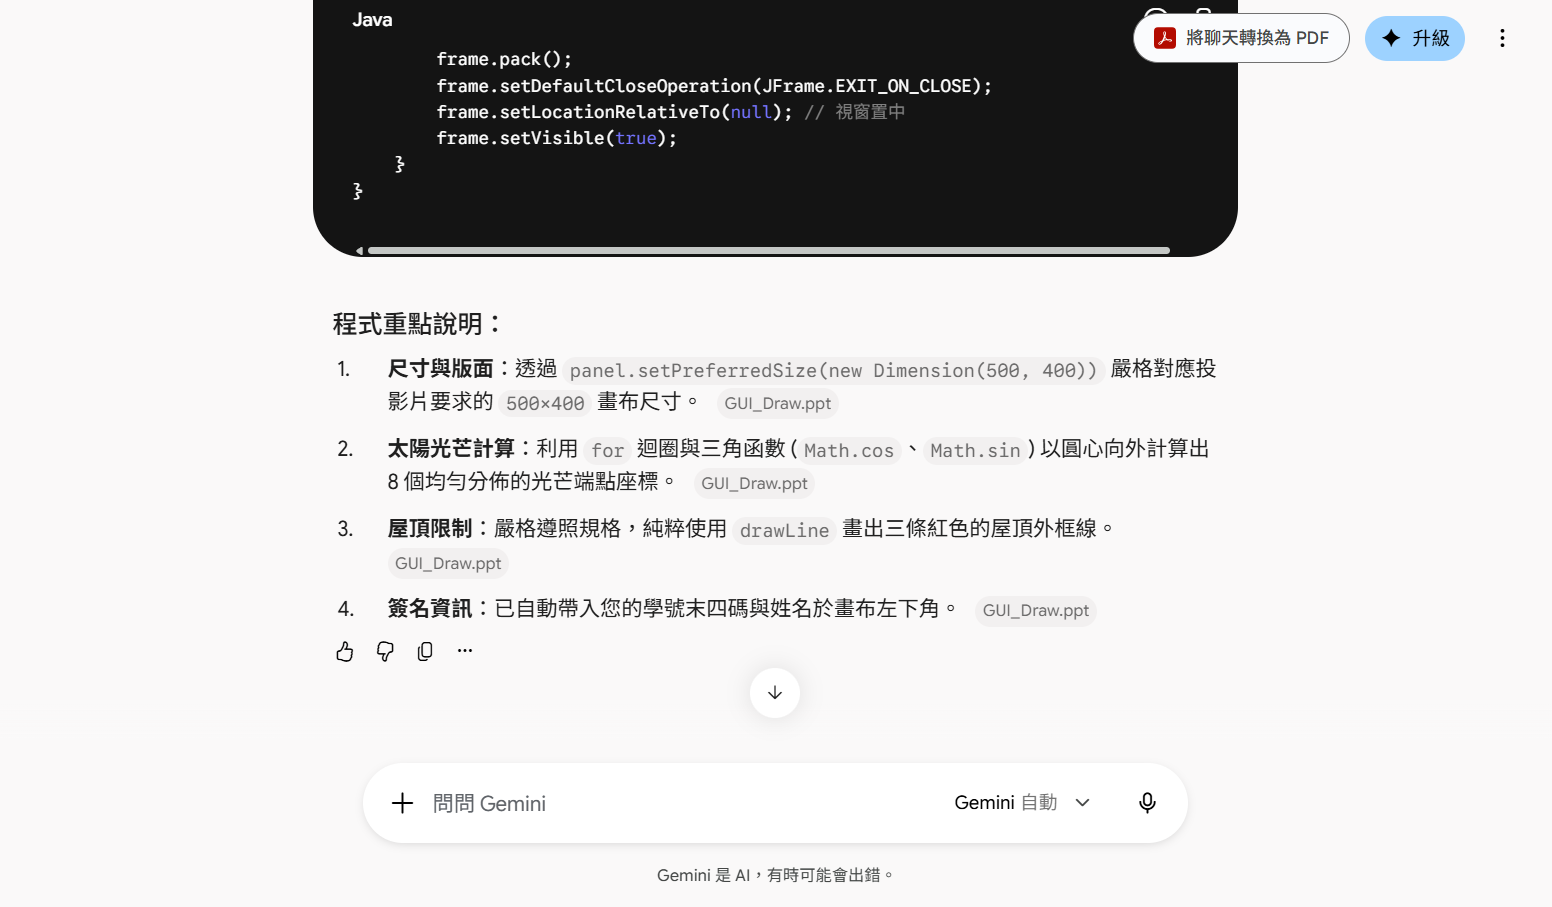 Java
將聊天轉換為 PDF
升級
frame.pack();
frame.setDefaultCloseOperation(JFrame.EXIT_ON_CLOSE);
frame.setLocationRelativeTo(null); // 視窗置中
frame.setVisible(true);
}
}
程式重點說明：
1. 尺寸與版面：透過 panel.setPreferredSize(new Dimension(500, 400)) 嚴格對應投
影片要求的 500×400 畫布尺寸。 GUI_Draw.ppt
2. 太陽光芒計算：利用 for 迴圈與三角函數 (Math.cos、Math.sin) 以圓心向外計算出
8 個均勻分佈的光芒端點座標。 GUI_Draw.ppt
3. 屋頂限制：嚴格遵照規格，純粹使用 drawLine 畫出三條紅色的屋頂外框線。
GUI_Draw.ppt
4. 簽名資訊：已自動帶入您的學號末四碼與姓名於畫布左下角。 GUI_Draw.ppt
問問 Gemini
Gemini 自動
Gemini 是 AI，有時可能會出錯。